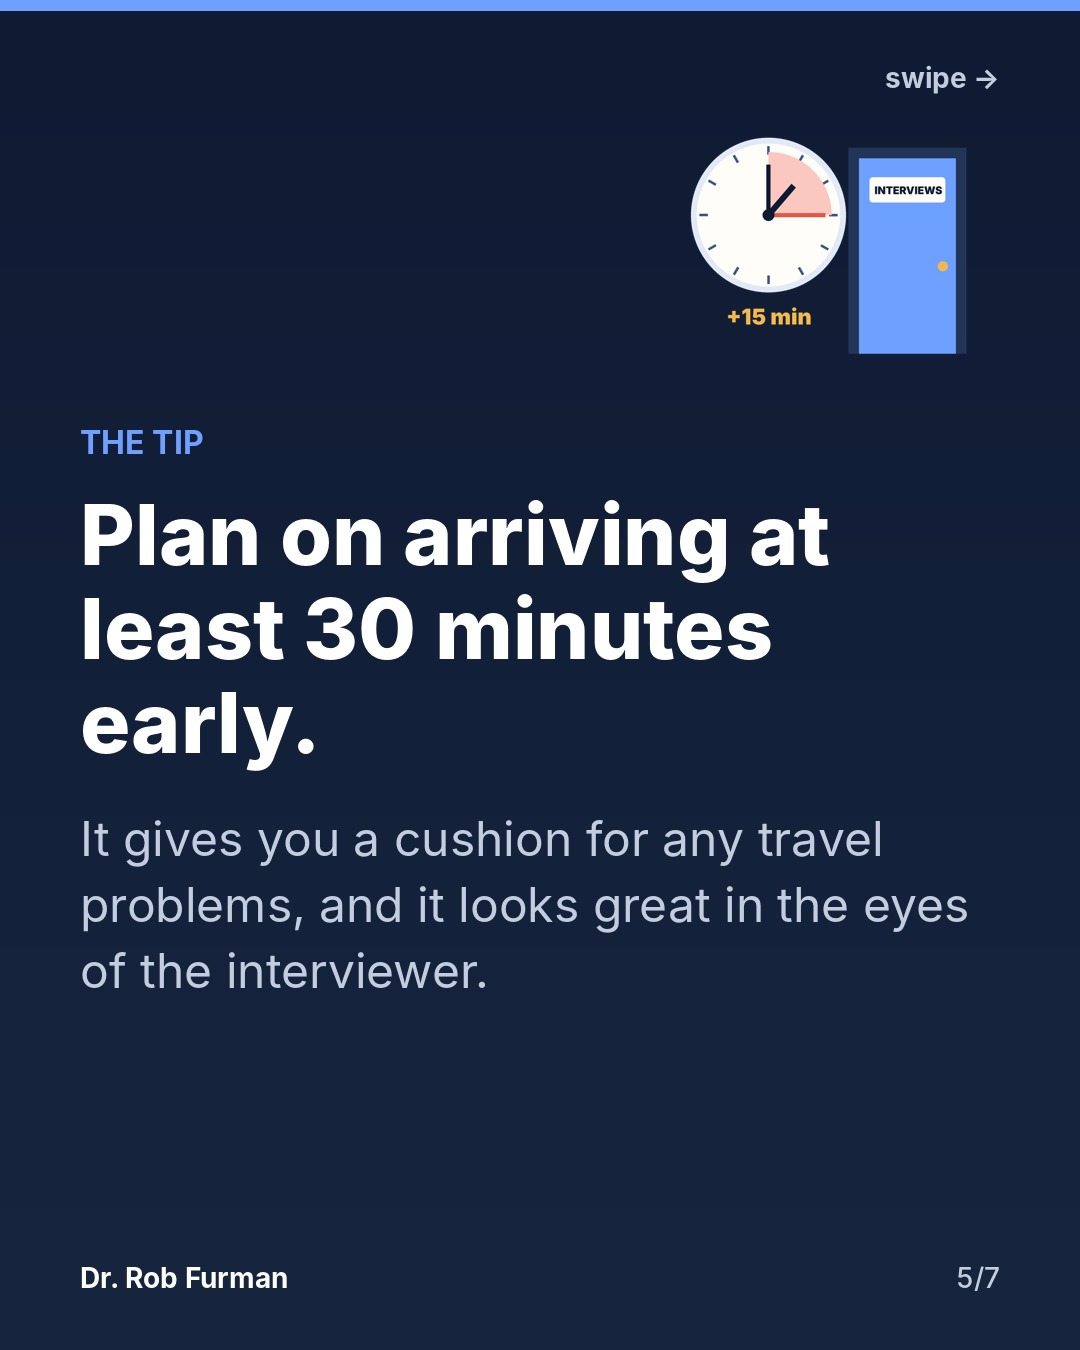 swipe →
INTERVIEWS
+15 min
THE TIP
Plan on arriving at
least 30 minutes
early.
It gives you a cushion for any travel
problems, and it looks great in the eyes
of the interviewer.
Dr. Rob Furman
5/7